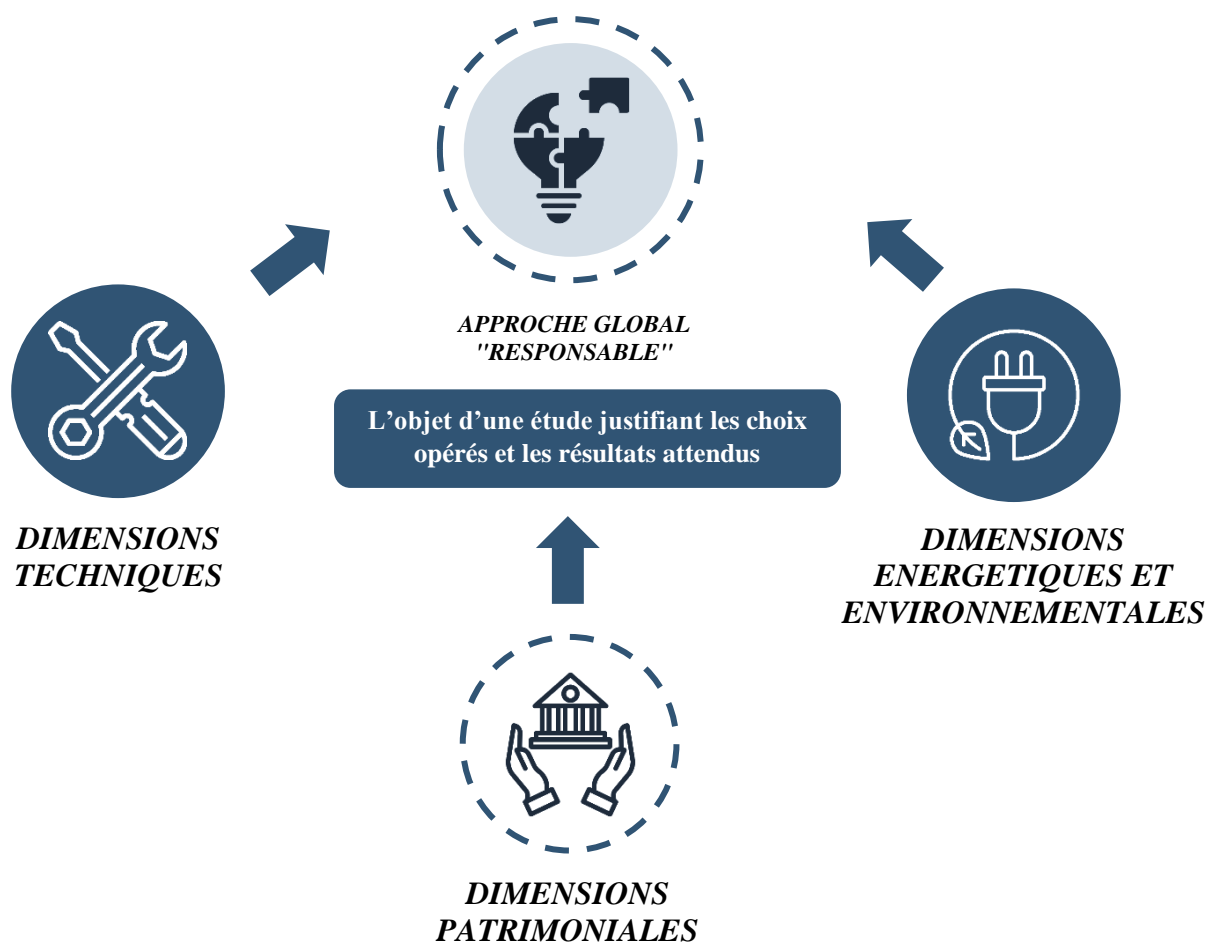 APPROCHE GLOBAL
"RESPONSABLE"
L’objet d’une étude justifiant les choix
opérés et les résultats attendus
DIMENSIONS
TECHNIQUES
DIMENSIONS
ENERGETIQUES ET
ENVIRONNEMENTALES
DIMENSIONS
PATRIMONIALES